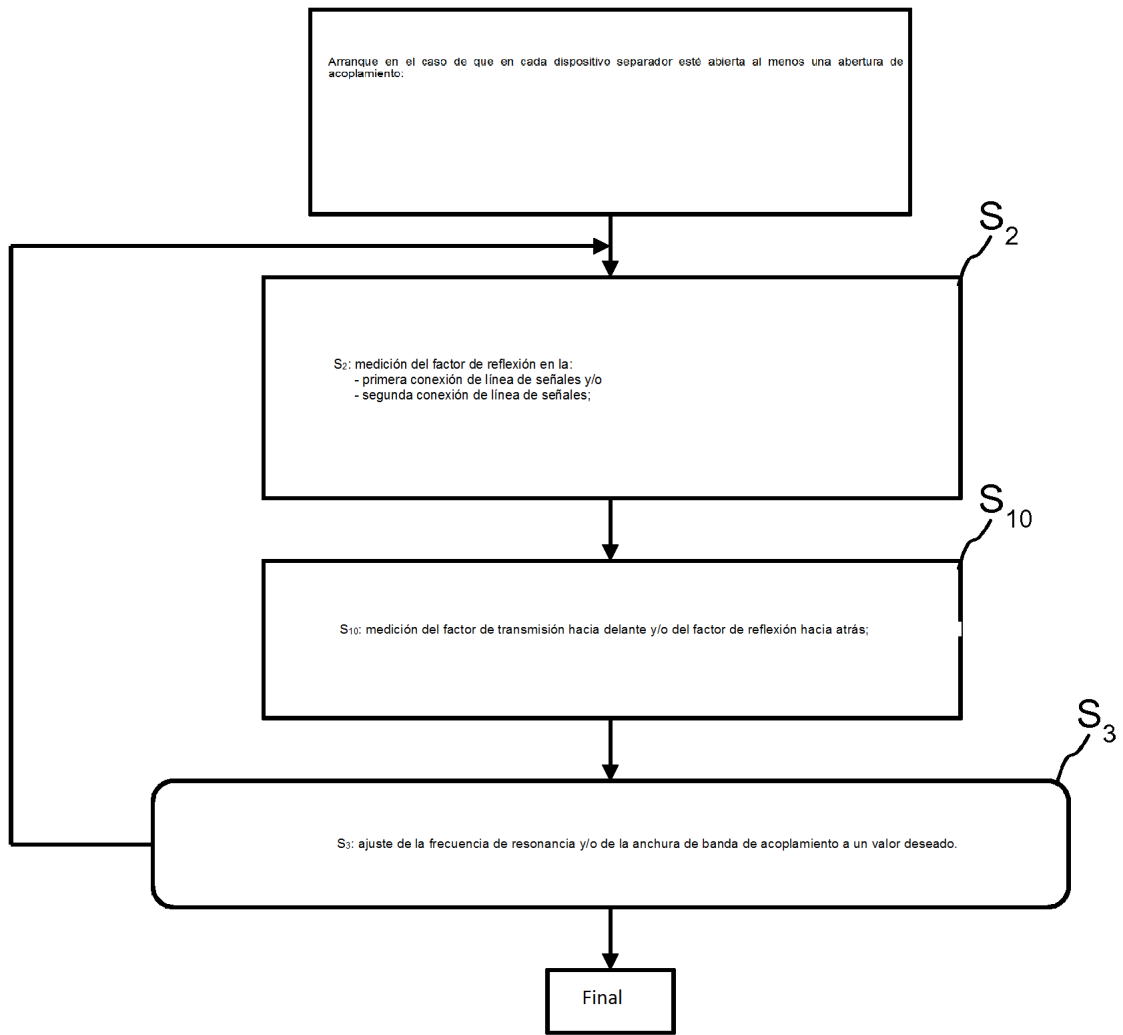 Arranque en el caso de que en cada dispositivo separador esté abierta al menos una abertura de
acoplamiento:
S₂
S₂: medición del factor de reflexión en la:
- primera conexión de línea de señales y/o
- segunda conexión de línea de señales;
S₁₀
S₁₀: medición del factor de transmisión hacia delante y/o del factor de reflexión hacia atrás;
S₃
S₃: ajuste de la frecuencia de resonancia y/o de la anchura de banda de acoplamiento a un valor deseado.
Final